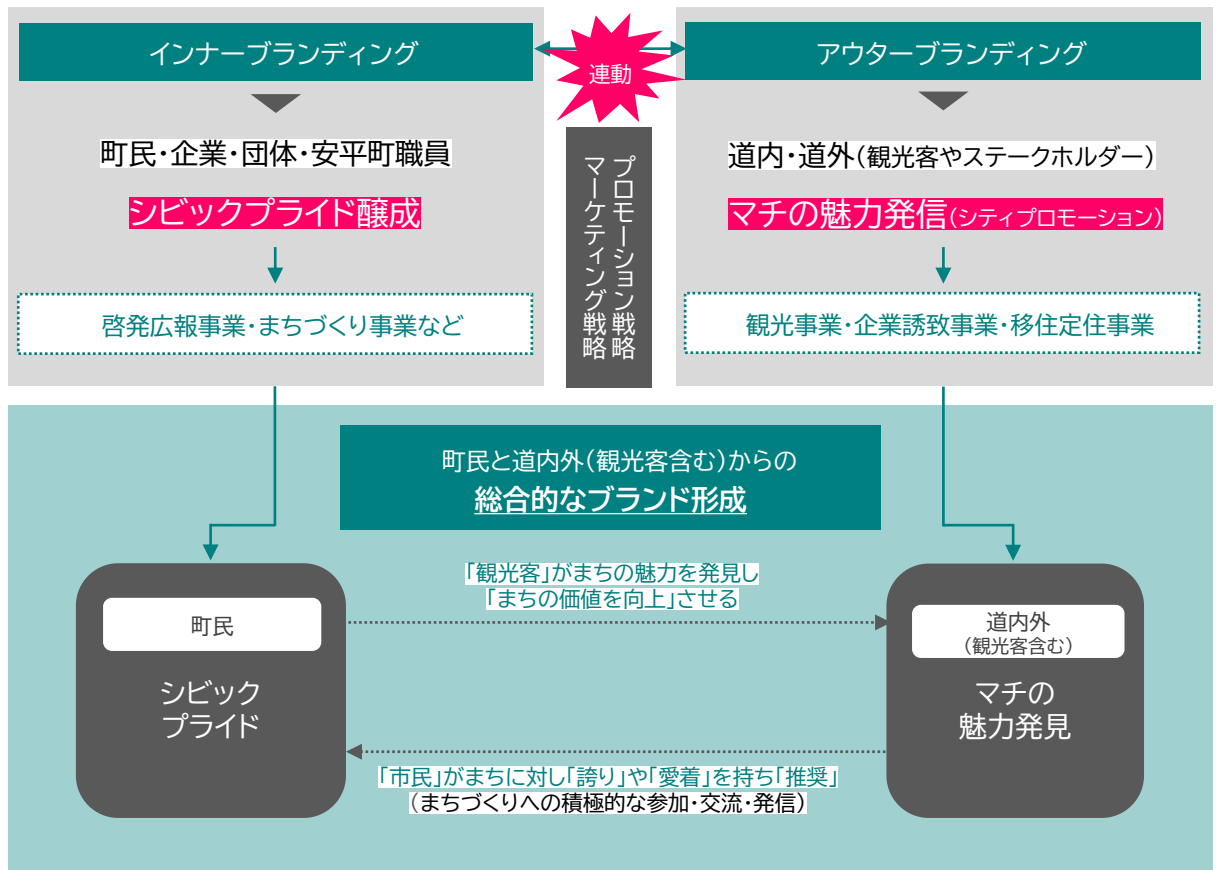 インナーブランディング
町民・企業・団体・安平町職員
シビックプライド醸成
啓発広報事業・まちづくり事業など
連動
プロモーション戦略
マーケティング戦略
アウターブランディング
道内・道外(観光客やステークホルダー)
マチの魅力発信(シティプロモーション)
観光事業・企業誘致事業・移住定住事業
町民と道内外(観光客含む)からの
総合的なブランド形成
町民
シビック
プライド
「観光客」がまちの魅力を発見し
「まちの価値を向上」させる
「市民」がまちに対し「誇り」や「愛着」を持ち「推奨」
(まちづくりへの積極的な参加・交流・発信)
道内外
(観光客含む)
マチの
魅力発見